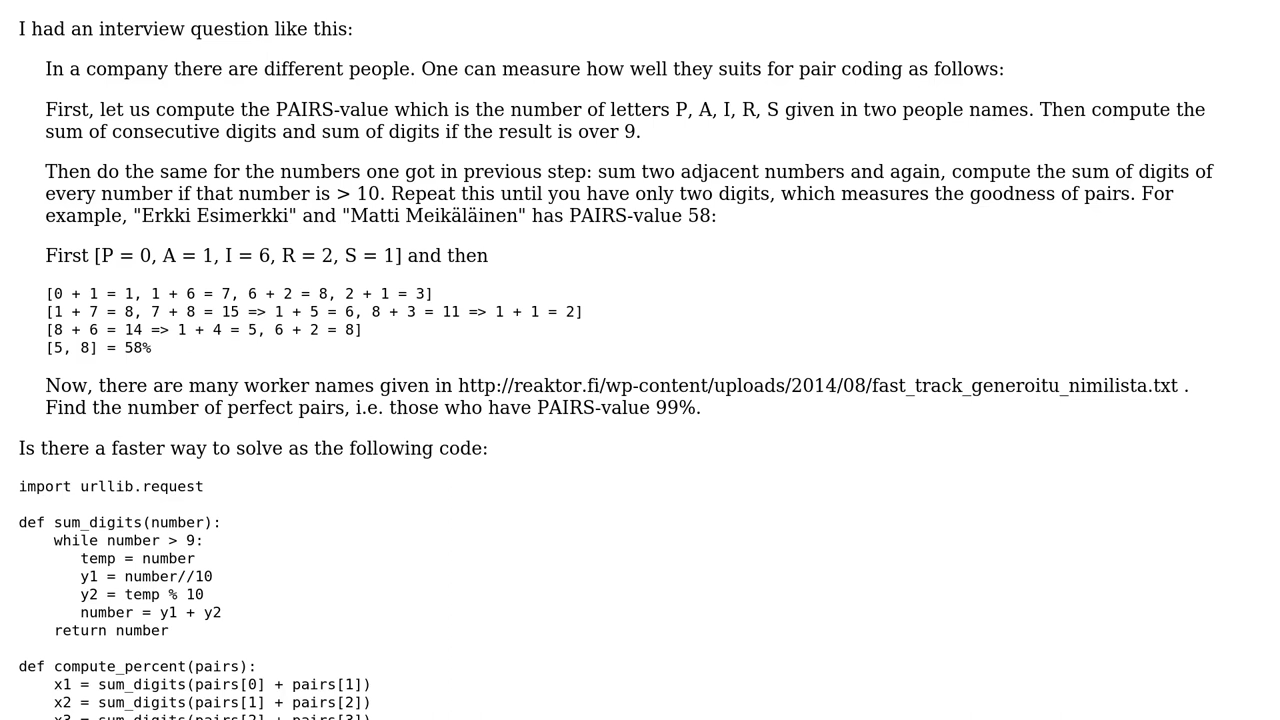 I had an interview question like this:
In a company there are different people. One can measure how well they suits for pair coding as follows:
First, let us compute the PAIRS-value which is the number of letters P, A, I, R, S given in two people names. Then compute the
sum of consecutive digits and sum of digits if the result is over 9.
Then do the same for the numbers one got in previous step: sum two adjacent numbers and again, compute the sum of digits of
every number if that number is > 10. Repeat this until you have only two digits, which measures the goodness of pairs. For
example, "Erkki Esimerkki" and "Matti Meikäläinen" has PAIRS-value 58:
First [P = 0, A = 1, I = 6, R = 2, S = 1] and then
[0 + 1 = 1, 1 + 6 = 7, 6 + 2 = 8, 2 + 1 = 3]
[1 + 7 = 8, 7 + 8 = 15 => 1 + 5 = 6, 8 + 3 = 11 => 1 + 1 = 2]
[8 + 6 = 14 => 1 + 4 = 5, 6 + 2 = 8]
[5, 8] = 58%
Now, there are many worker names given in http://reaktor.fi/wp-content/uploads/2014/08/fast_track_generoitu_nimilista.txt .
Find the number of perfect pairs, i.e. those who have PAIRS-value 99%.
Is there a faster way to solve as the following code:
import urllib.request
def sum_digits(number):
    while number > 9:
       temp = number
       y1 = number//10
       y2 = temp % 10
       number = y1 + y2
    return number
def compute_percent(pairs):
    x1 = sum_digits(pairs[0] + pairs[1])
    x2 = sum_digits(pairs[1] + pairs[2])
    x3 = sum_digits(pairs[2] + pairs[3])